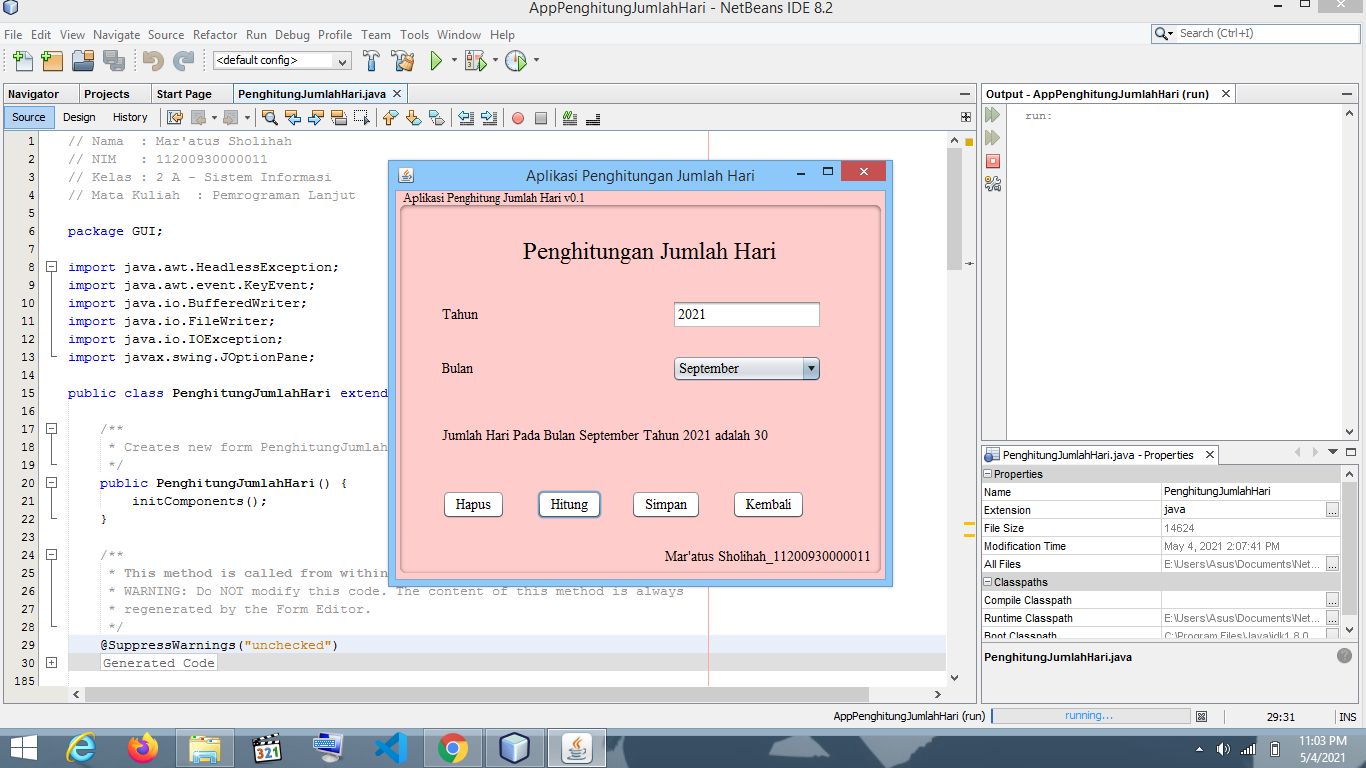 AppPenghitungJumlahHari - NetBeans IDE 8.2
File Edit View Navigate Source Refactor Run Debug Profile Team Tools Window Help
Search (Ctrl+I)
<default config>
Navigator Projects Start Page PenghitungJumlahHari.java
Source Design History
1 // Nama  : Mar'atus Sholihah
2 // NIM   : 11200930000011
3 // Kelas : 2 A - Sistem Informasi
4 // Mata Kuliah  : Pemrograman Lanjut
5
6 package GUI;
7
8 import java.awt.HeadlessException;
9 import java.awt.event.KeyEvent;
10 import java.io.BufferedWriter;
11 import java.io.FileWriter;
12 import java.io.IOException;
13 import javax.swing.JOptionPane;
14
15 public class PenghitungJumlahHari extend
16
17 /**
18 * Creates new form PenghitungJumlah
19 */
20 public PenghitungJumlahHari() {
21 initComponents();
22 }
23
24 /**
25 * This method is called from within
26 * WARNING: Do NOT modify this code. The content of this method is always
27 * regenerated by the Form Editor.
28 */
29 @SuppressWarnings("unchecked")
30 Generated Code
185
Aplikasi Penghitungan Jumlah Hari
Aplikasi Penghitung Jumlah Hari v0.1
Penghitungan Jumlah Hari
Tahun 2021
Bulan September
Jumlah Hari Pada Bulan September Tahun 2021 adalah 30
Hapus Hitung Simpan Kembali
Mar'atus Sholihah_11200930000011
Output - AppPenghitungJumlahHari (run)
run:
PenghitungJumlahHari.java - Properties
Properties
Name PenghitungJumlahHari
Extension java ...
File Size 14624
Modification Time May 4, 2021 2:07:41 PM
All Files E:\Users\Asus\Documents\Net... ...
Classpaths
Compile Classpath ...
Runtime Classpath E:\Users\Asus\Documents\Net... ...
Boot Classpath C:\Program Files\Java\jdk1.8.0
PenghitungJumlahHari.java
AppPenghitungJumlahHari (run) running... 29:31 INS
321
11:03 PM
5/4/2021